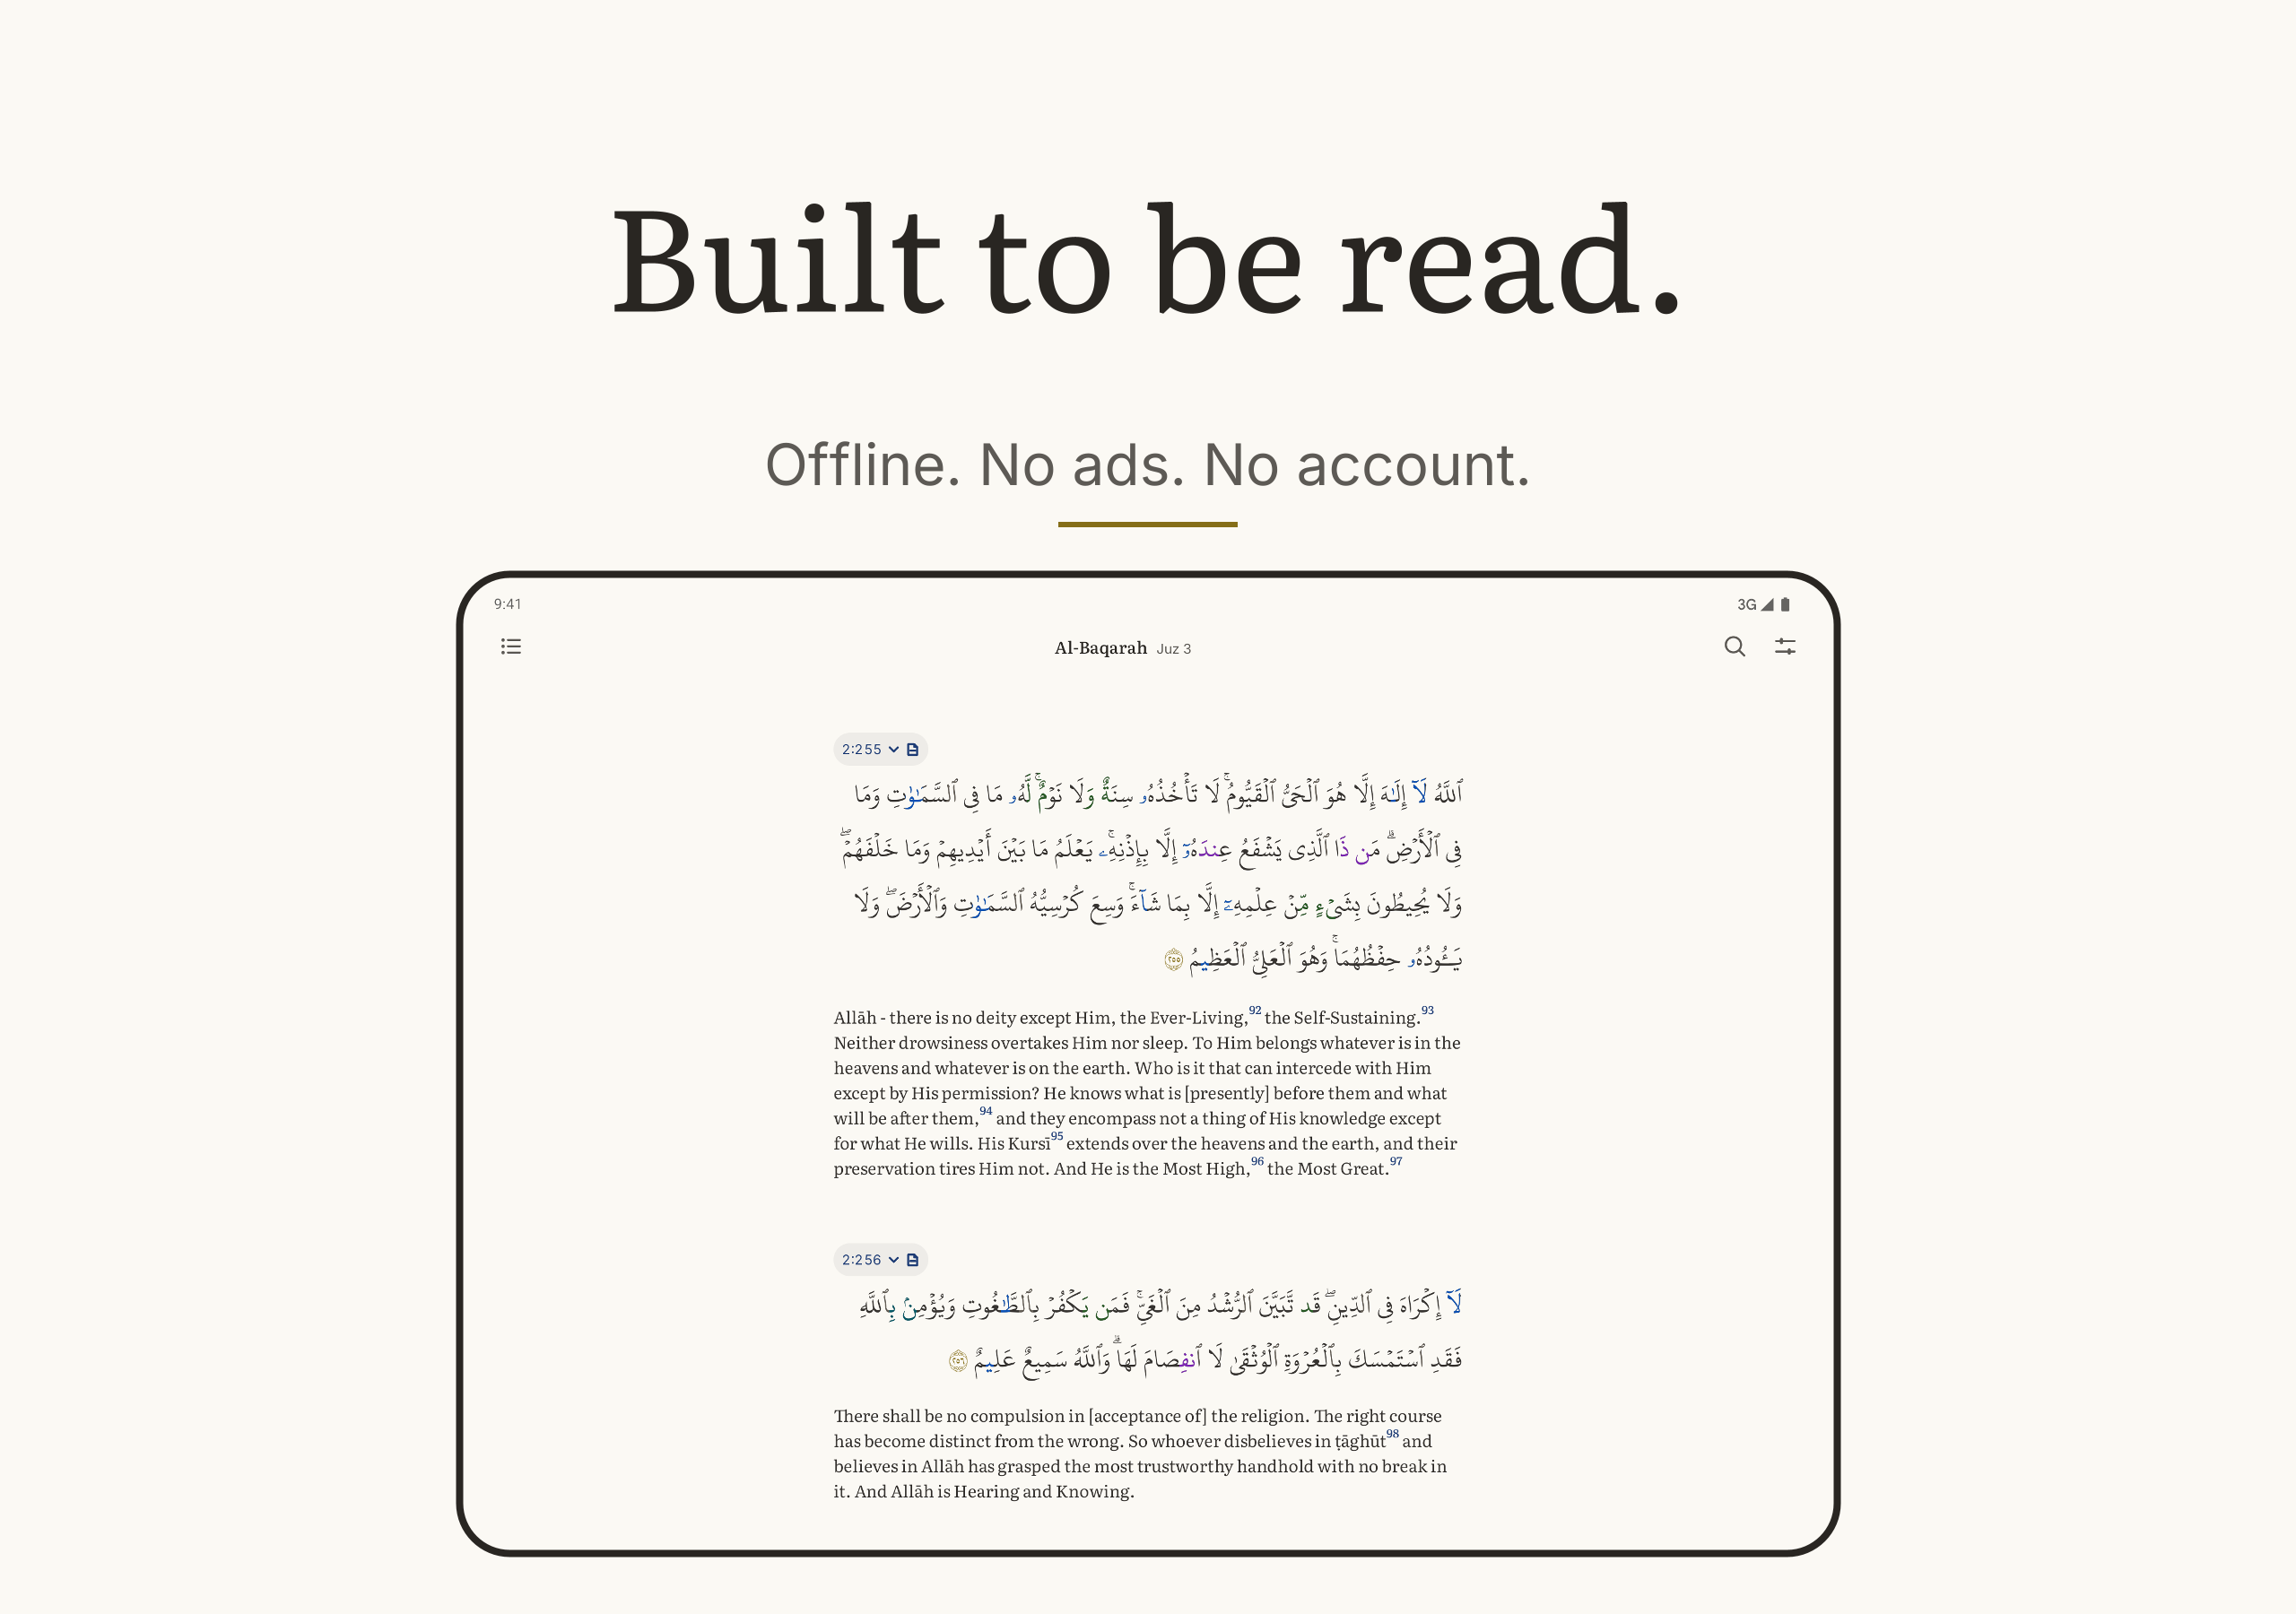 Built to be read.
Offline. No ads. No account.
9:41
3G
Al-Baqarah Juz 3
2:255
ٱللَّهُ لَآ إِلَـٰهَ إِلَّا هُوَ ٱلْحَىُّ ٱلْقَيُّومُ ۚ لَا تَأْخُذُهُۥ سِنَةٌ وَلَا نَوْمٌ ۚ لَّهُۥ مَا فِى ٱلسَّمَـٰوَٰتِ وَمَا
فِى ٱلْأَرْضِ ۗ مَن ذَا ٱلَّذِى يَشْفَعُ عِندَهُۥٓ إِلَّا بِإِذْنِهِۦ ۚ يَعْلَمُ مَا بَيْنَ أَيْدِيهِمْ وَمَا خَلْفَهُمْ ۖ
وَلَا يُحِيطُونَ بِشَىْءٍ مِّنْ عِلْمِهِۦٓ إِلَّا بِمَا شَآءَ ۚ وَسِعَ كُرْسِيُّهُ ٱلسَّمَـٰوَٰتِ وَٱلْأَرْضَ ۖ وَلَا
يَـُٔودُهُۥ حِفْظُهُمَا ۚ وَهُوَ ٱلْعَلِىُّ ٱلْعَظِيمُ ٢٥٥
Allāh - there is no deity except Him, the Ever-Living,92 the Self-Sustaining.93
Neither drowsiness overtakes Him nor sleep. To Him belongs whatever is in the
heavens and whatever is on the earth. Who is it that can intercede with Him
except by His permission? He knows what is [presently] before them and what
will be after them,94 and they encompass not a thing of His knowledge except
for what He wills. His Kursī95 extends over the heavens and the earth, and their
preservation tires Him not. And He is the Most High,96 the Most Great.97
2:256
لَآ إِكْرَاهَ فِى ٱلدِّينِ ۖ قَد تَّبَيَّنَ ٱلرُّشْدُ مِنَ ٱلْغَىِّ ۚ فَمَن يَكْفُرْ بِٱلطَّـٰغُوتِ وَيُؤْمِنۢ بِٱللَّهِ
فَقَدِ ٱسْتَمْسَكَ بِٱلْعُرْوَةِ ٱلْوُثْقَىٰ لَا ٱنفِصَامَ لَهَا ۗ وَٱللَّهُ سَمِيعٌ عَلِيمٌ ٢٥٦
There shall be no compulsion in [acceptance of] the religion. The right course
has become distinct from the wrong. So whoever disbelieves in ṭāghūt98 and
believes in Allāh has grasped the most trustworthy handhold with no break in
it. And Allāh is Hearing and Knowing.